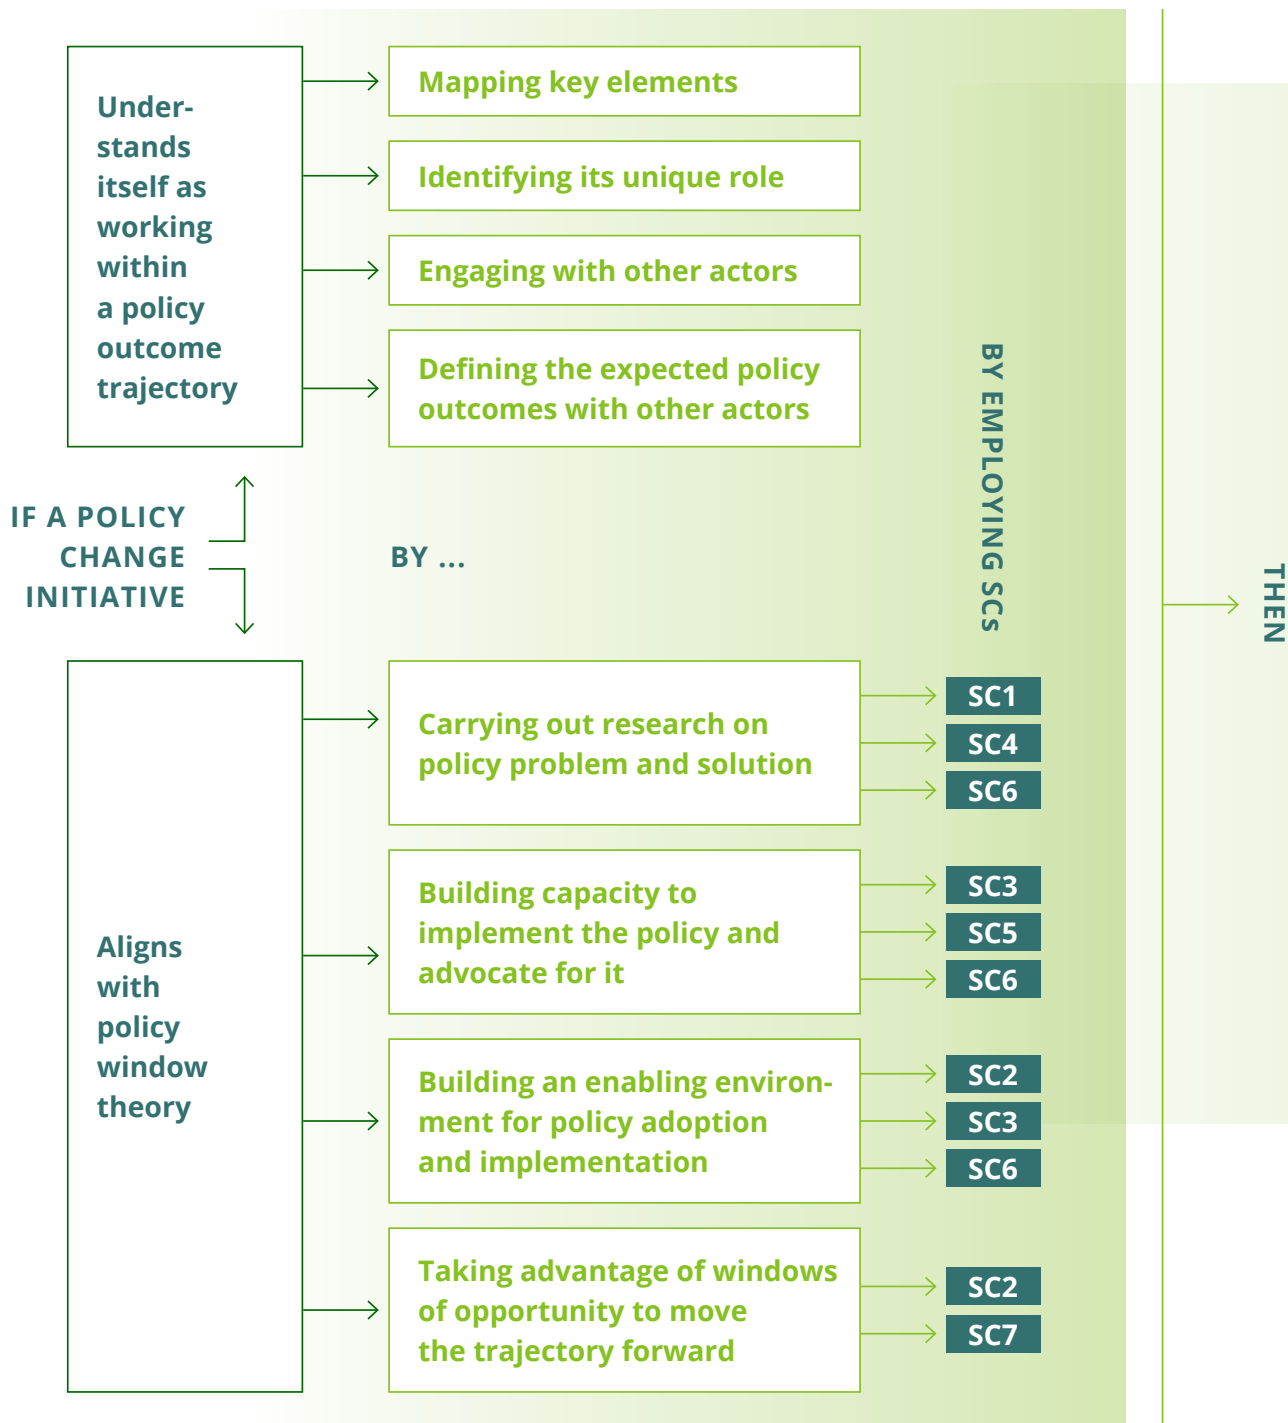 Under-
stands
itself as
working
within
a policy
outcome
trajectory
Mapping key elements
Identifying its unique role
Engaging with other actors
Defining the expected policy
outcomes with other actors
IF A POLICY
CHANGE
INITIATIVE
BY ...
BY EMPLOYING SCs
THEN
Aligns
with
policy
window
theory
Carrying out research on
policy problem and solution
SC1
SC4
SC6
Building capacity to
implement the policy and
advocate for it
SC3
SC5
SC6
Building an enabling environ-
ment for policy adoption
and implementation
SC2
SC3
SC6
Taking advantage of windows
of opportunity to move
the trajectory forward
SC2
SC7